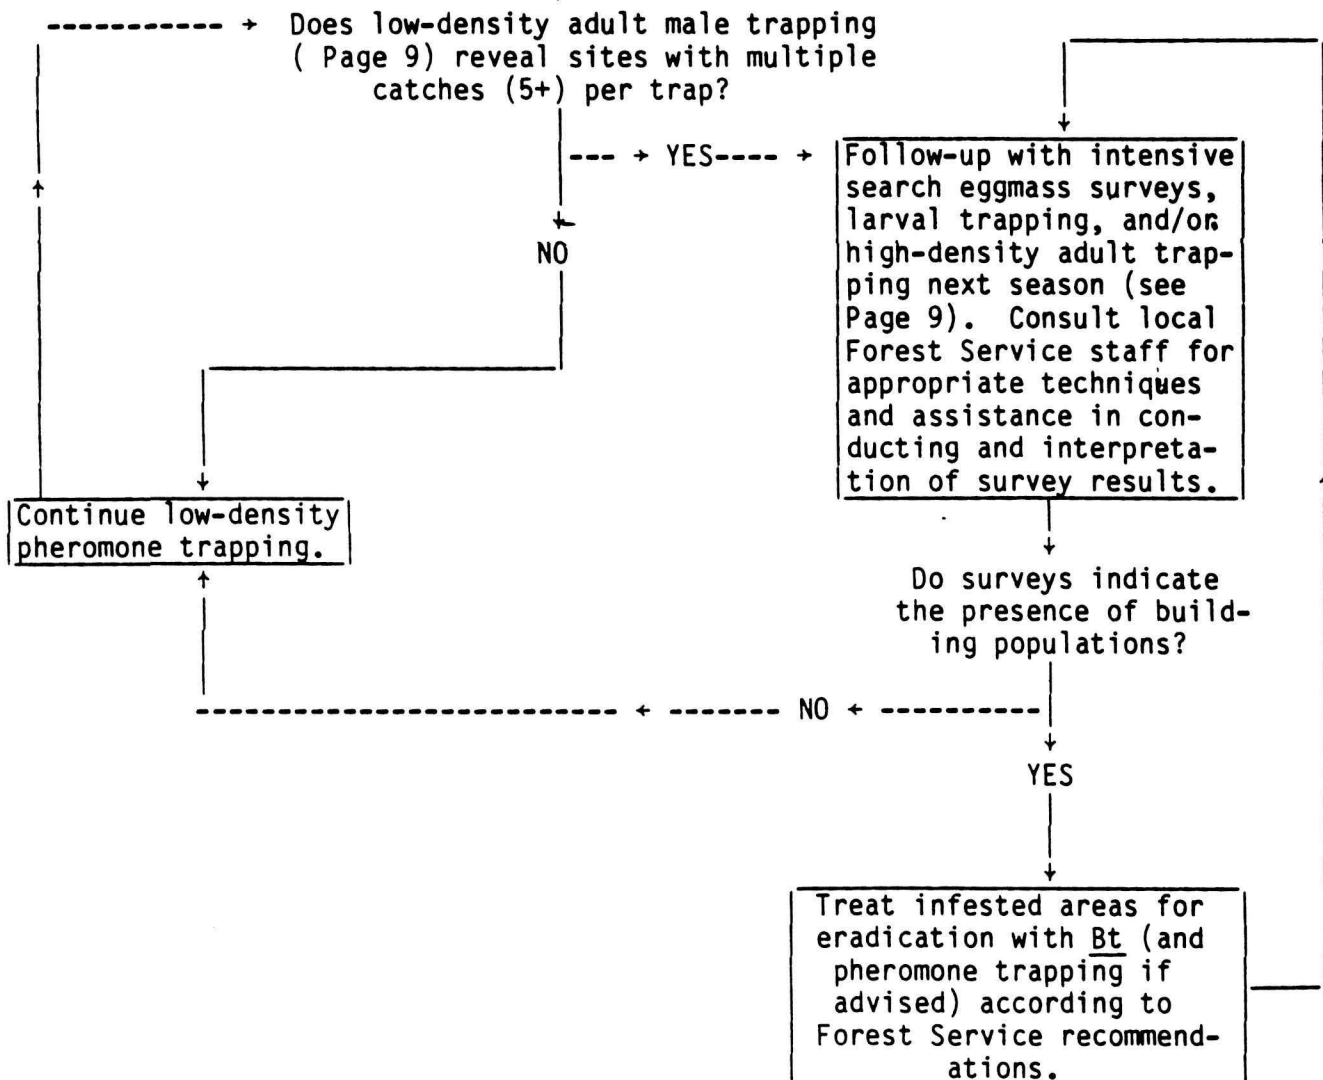 Does low-density adult male trapping
( Page 9) reveal sites with multiple
catches (5+) per trap?
YES
NO
Follow-up with intensive
search eggmass surveys,
larval trapping, and/or
high-density adult trap-
ping next season (see
Page 9). Consult local
Forest Service staff for
appropriate techniques
and assistance in con-
ducting and interpreta-
tion of survey results.
Continue low-density
pheromone trapping.
Do surveys indicate
the presence of build-
ing populations?
NO
YES
Treat infested areas for
eradication with Bt (and
pheromone trapping if
advised) according to
Forest Service recommend-
ations.